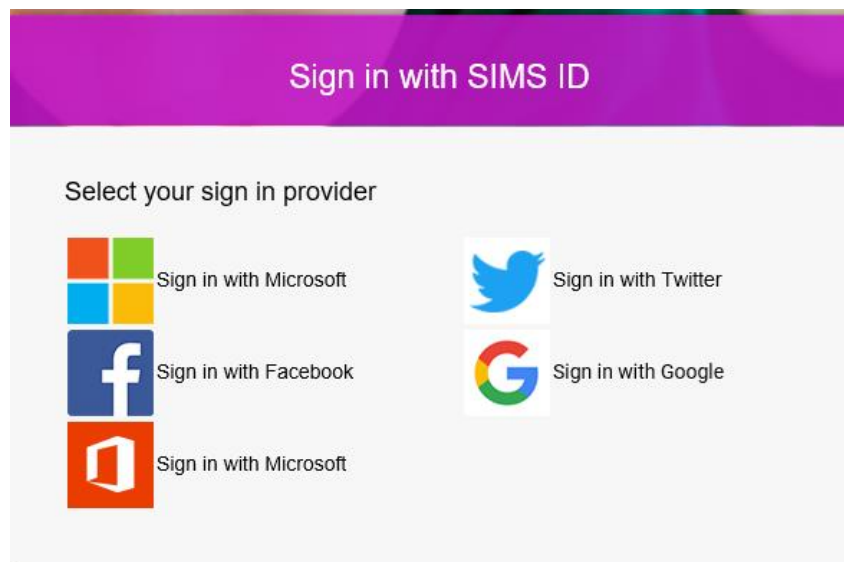 Sign in with SIMS ID
Select your sign in provider
Sign in with Microsoft
Sign in with Twitter
Sign in with Facebook
Sign in with Google
Sign in with Microsoft